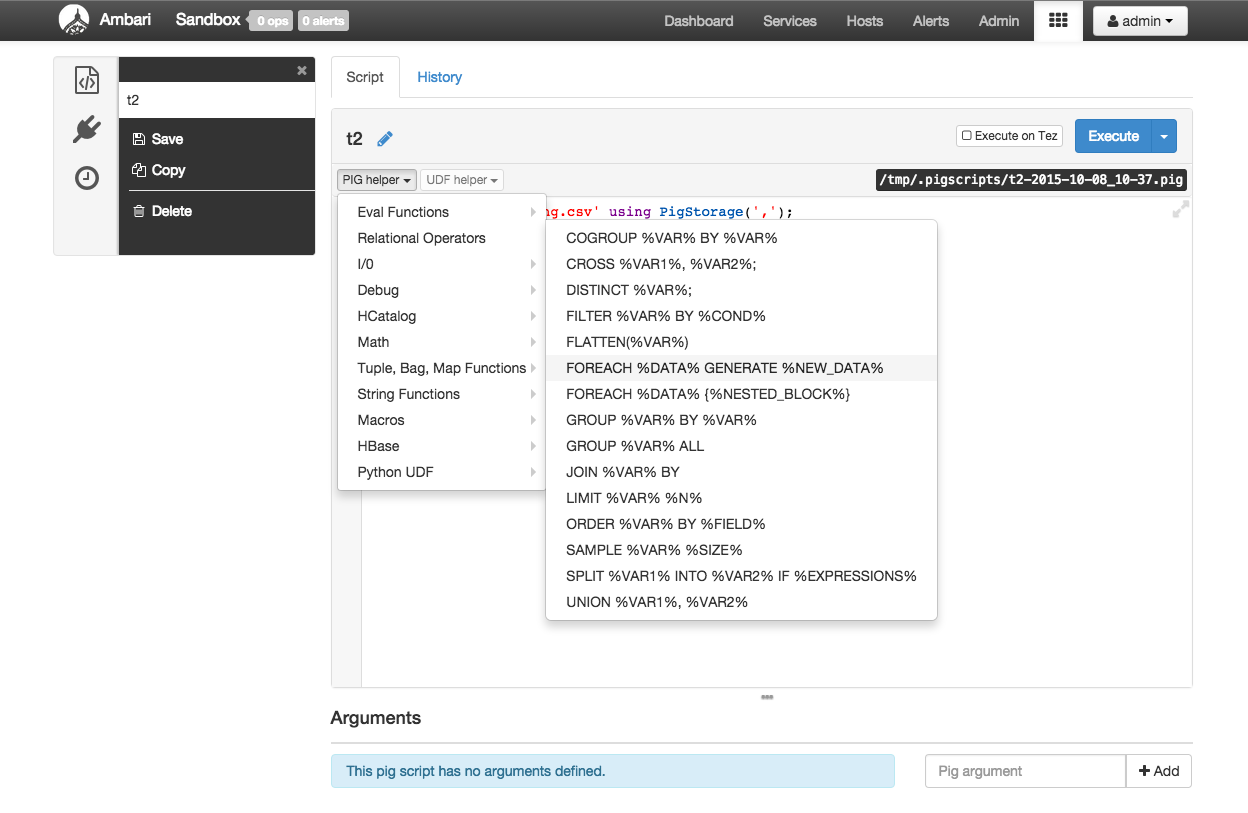 Ambari Sandbox 0 ops 0 alerts Dashboard Services Hosts Alerts Admin admin
t2
Save
Copy
Delete
Script History
t2 Execute on Tez Execute
PIG helper UDF helper /tmp/.pigscripts/t2-2015-10-08_10-37.pig
ng.csv' using PigStorage(',');
Eval Functions
Relational Operators
I/0
Debug
HCatalog
Math
Tuple, Bag, Map Functions
String Functions
Macros
HBase
Python UDF
COGROUP %VAR% BY %VAR%
CROSS %VAR1%, %VAR2%;
DISTINCT %VAR%;
FILTER %VAR% BY %COND%
FLATTEN(%VAR%)
FOREACH %DATA% GENERATE %NEW_DATA%
FOREACH %DATA% {%NESTED_BLOCK%}
GROUP %VAR% BY %VAR%
GROUP %VAR% ALL
JOIN %VAR% BY
LIMIT %VAR% %N%
ORDER %VAR% BY %FIELD%
SAMPLE %VAR% %SIZE%
SPLIT %VAR1% INTO %VAR2% IF %EXPRESSIONS%
UNION %VAR1%, %VAR2%
Arguments
This pig script has no arguments defined. Pig argument Add